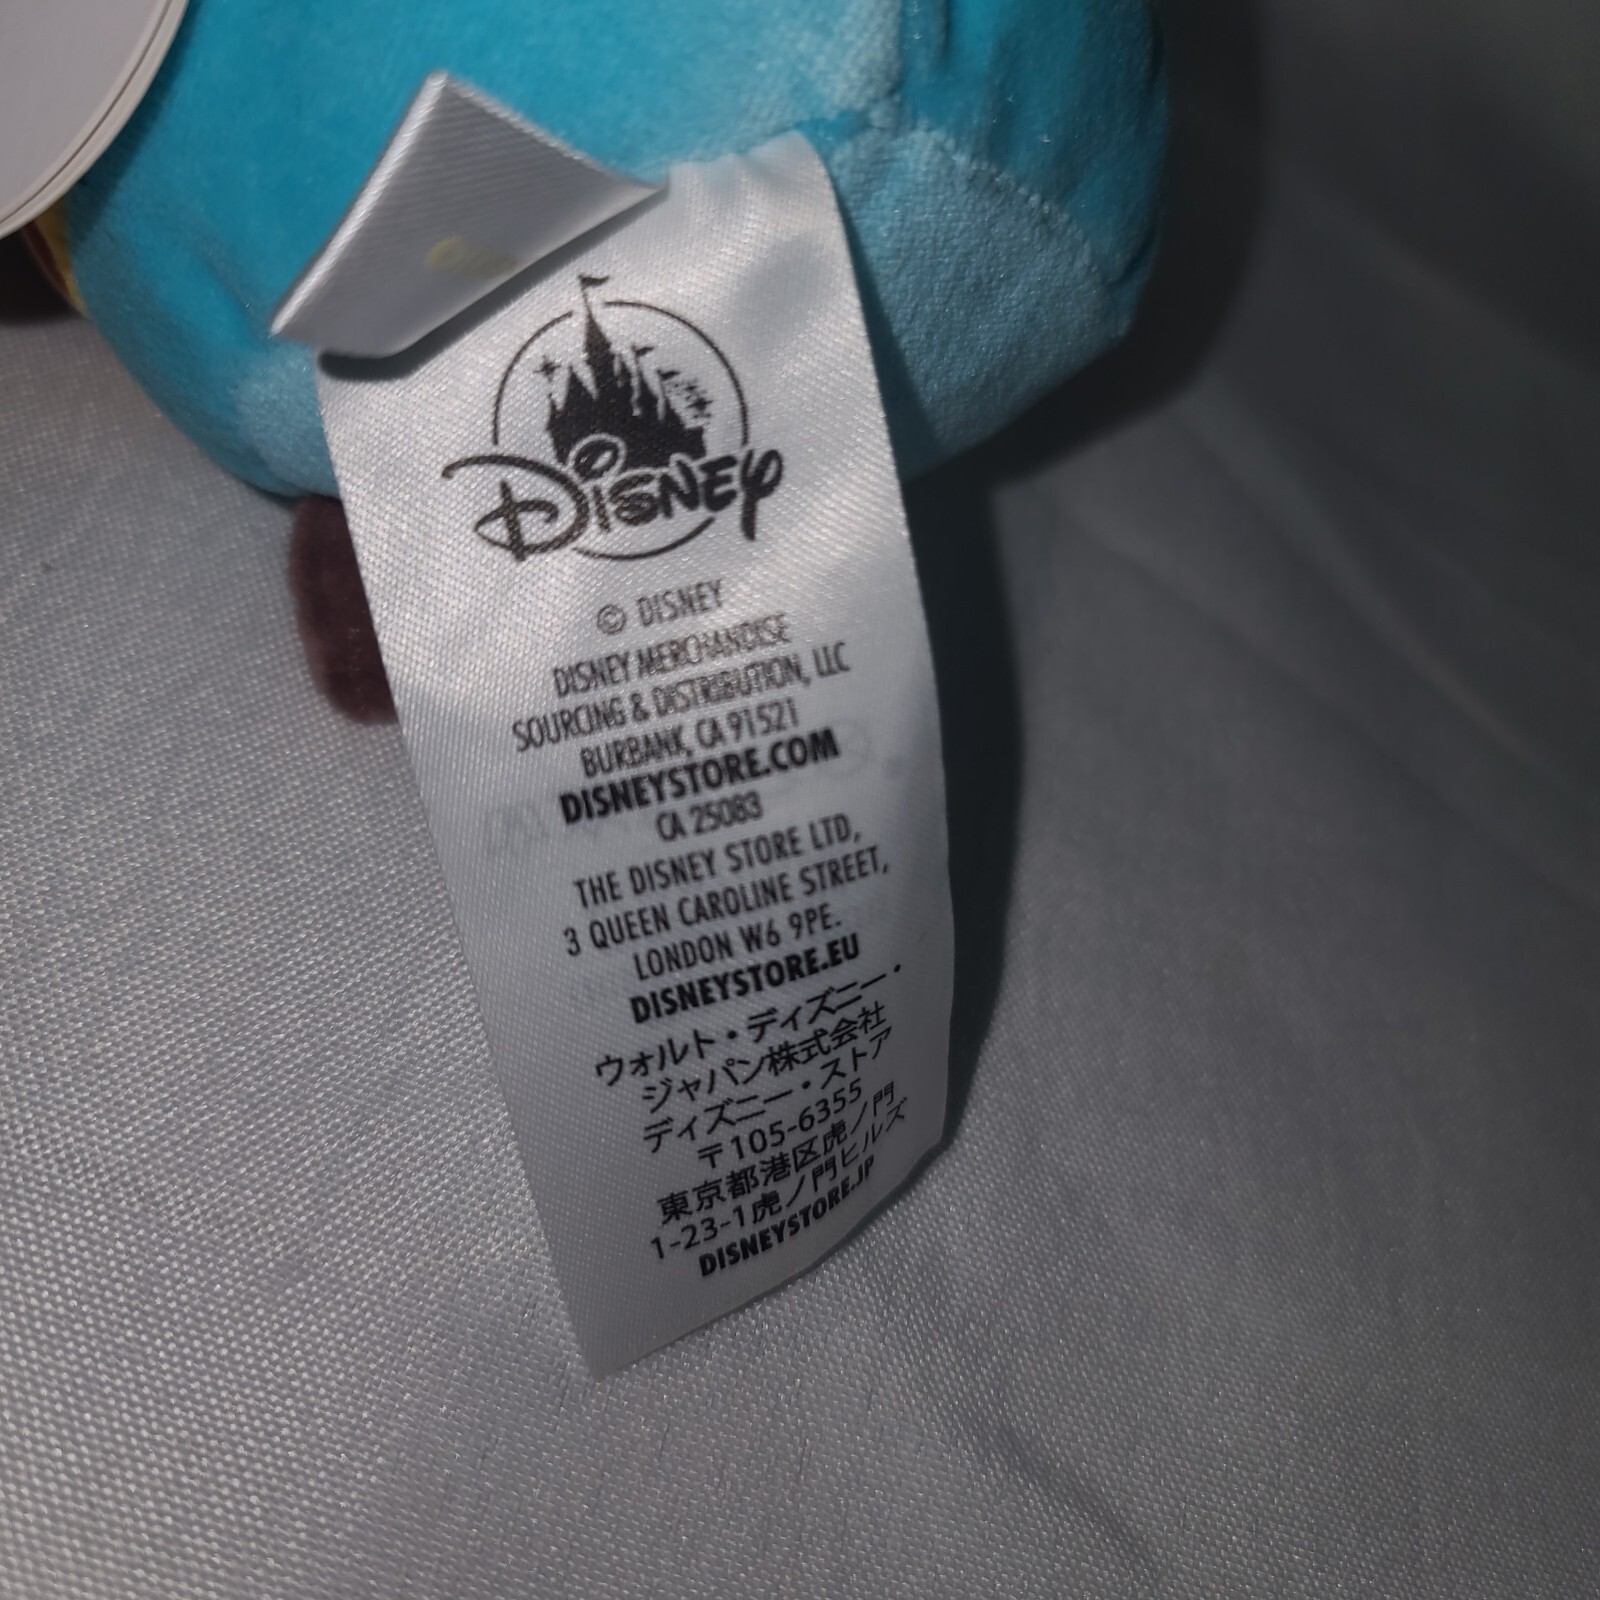 Disney
© DISNEY
DISNEY MERCHANDISE
SOURCING & DISTRIBUTION, LLC
BURBANK, CA 91521
DISNEYSTORE.COM
CA 25083
THE DISNEY STORE LTD,
3 QUEEN CAROLINE STREET,
LONDON W6 9PE.
DISNEYSTORE.EU
ウォルト・ディズニー・
ジャパン株式会社
ディズニー・ストア
〒105-6355
東京都港区虎ノ門
1-23-1虎ノ門ヒルズ
DISNEYSTORE.JP